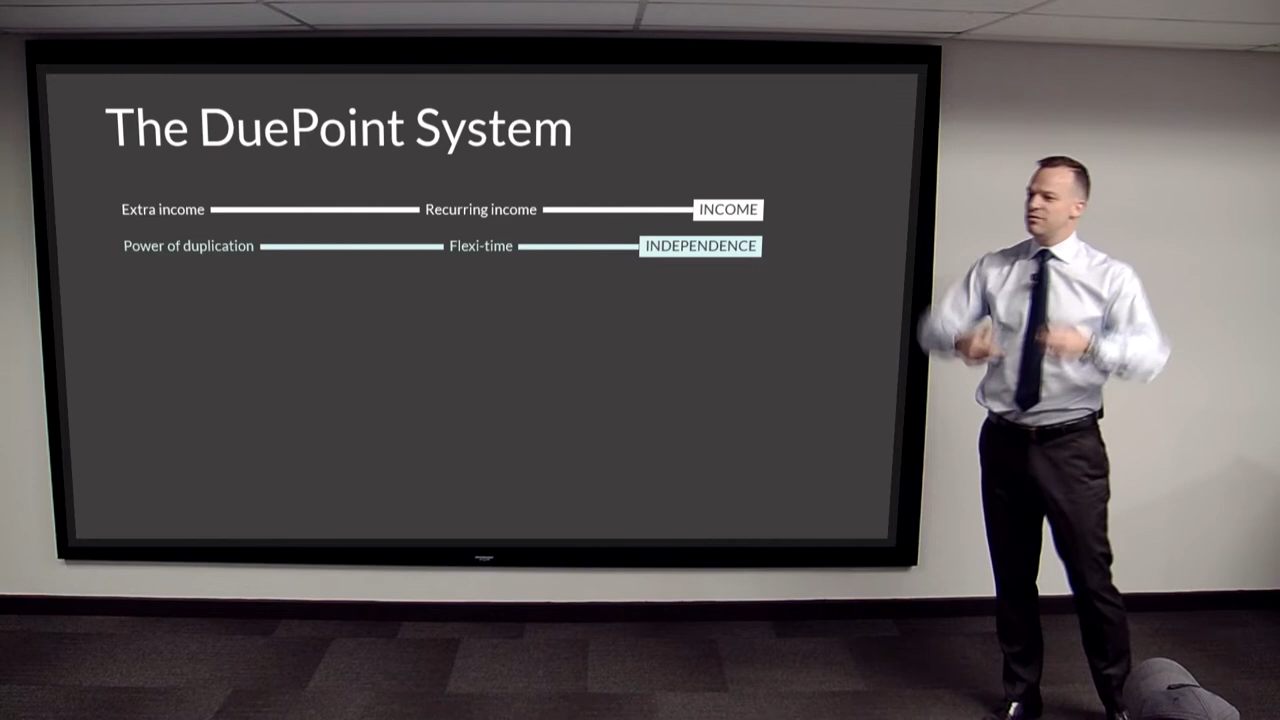 The DuePoint System
Extra income Recurring income INCOME
Power of duplication Flexi-time INDEPENDENCE